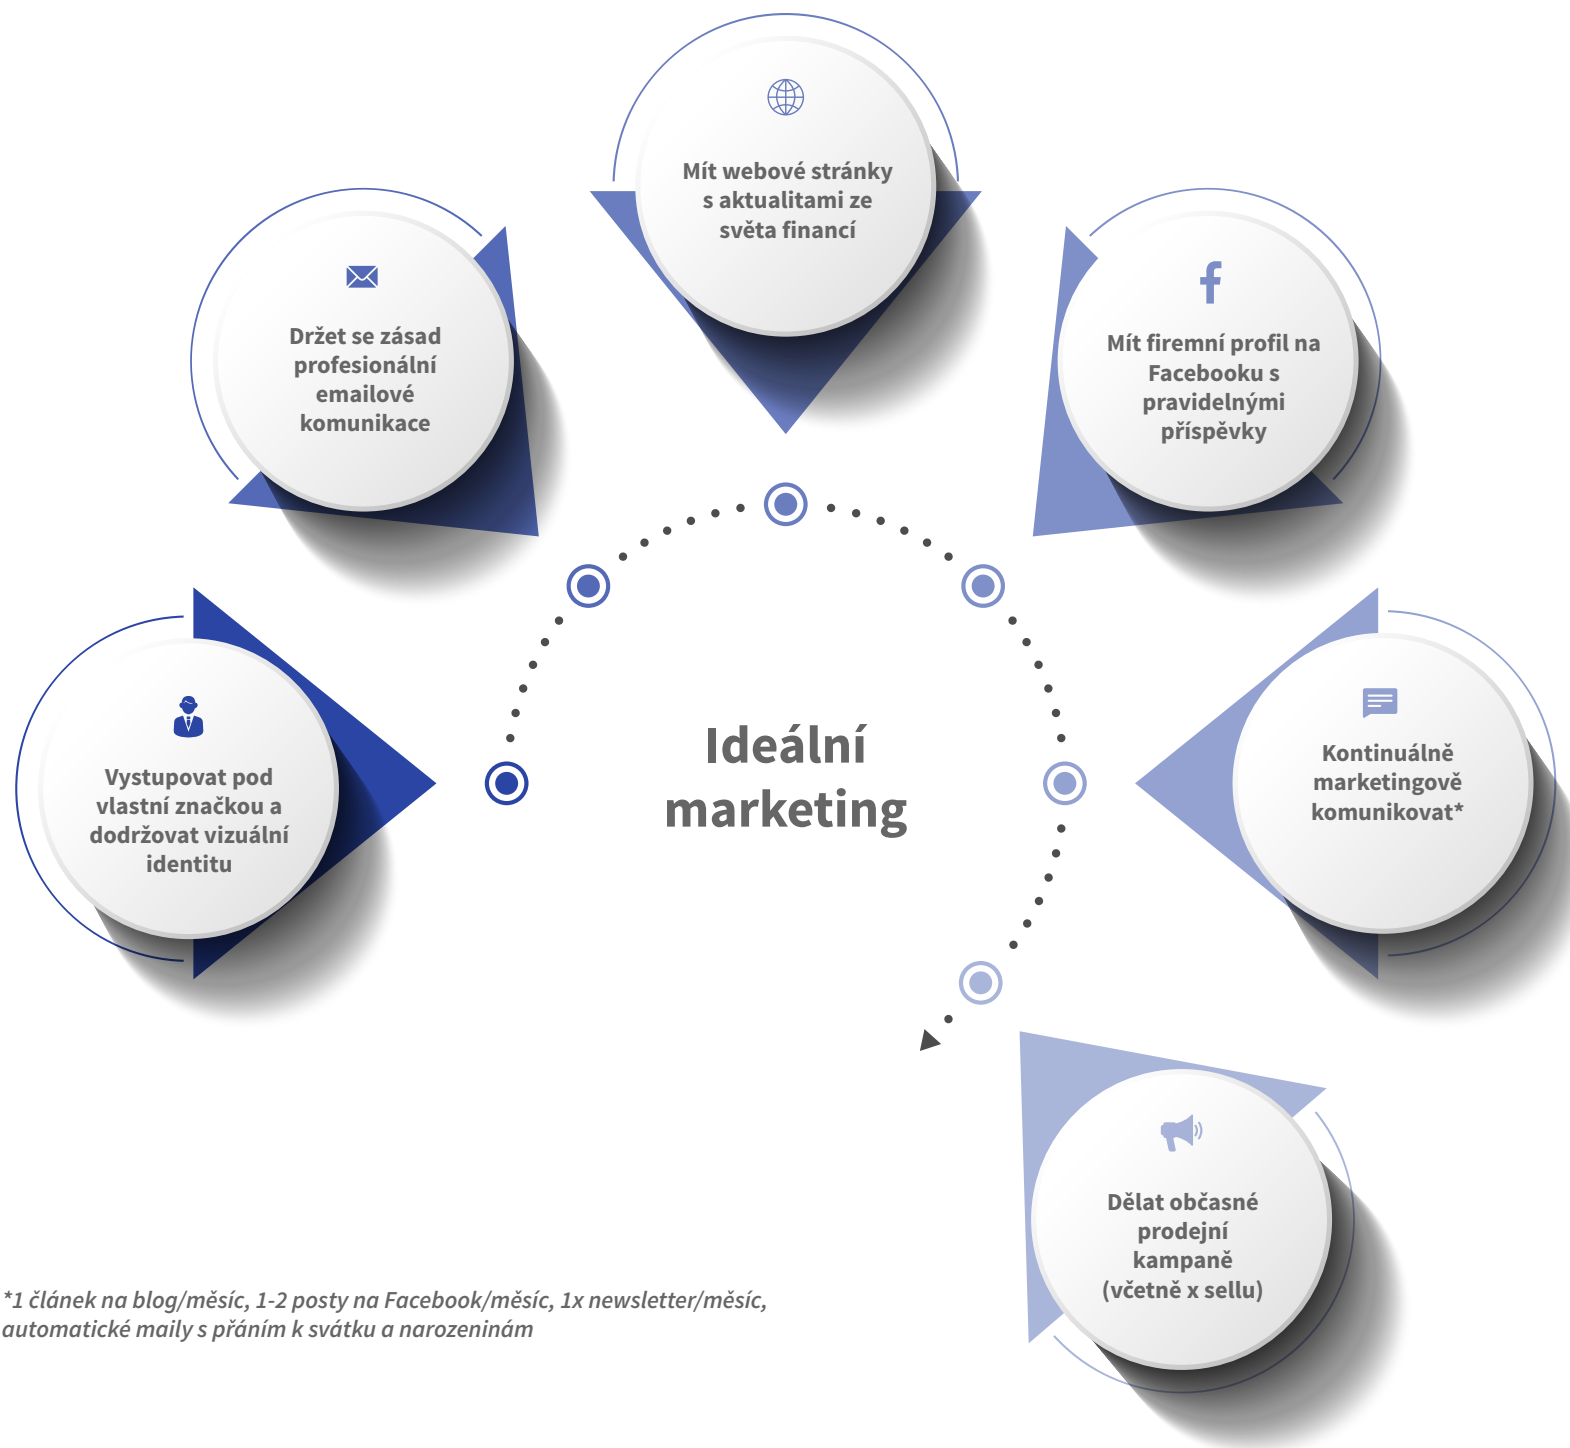 Mít webové stránky
s aktualitami ze
světa financí
Držet se zásad
profesionální
emailové
komunikace
Mít firemní profil na
Facebooku s
pravidelnými
příspěvky
Vystupovat pod
vlastní značkou a
dodržovat vizuální
identitu
Ideální
marketing
Kontinuálně
marketingově
komunikovat*
Dělat občasné
prodejní
kampaně
(včetně x sellu)
*1 článek na blog/měsíc, 1-2 posty na Facebook/měsíc, 1x newsletter/měsíc,
automatické maily s přáním k svátku a narozeninám